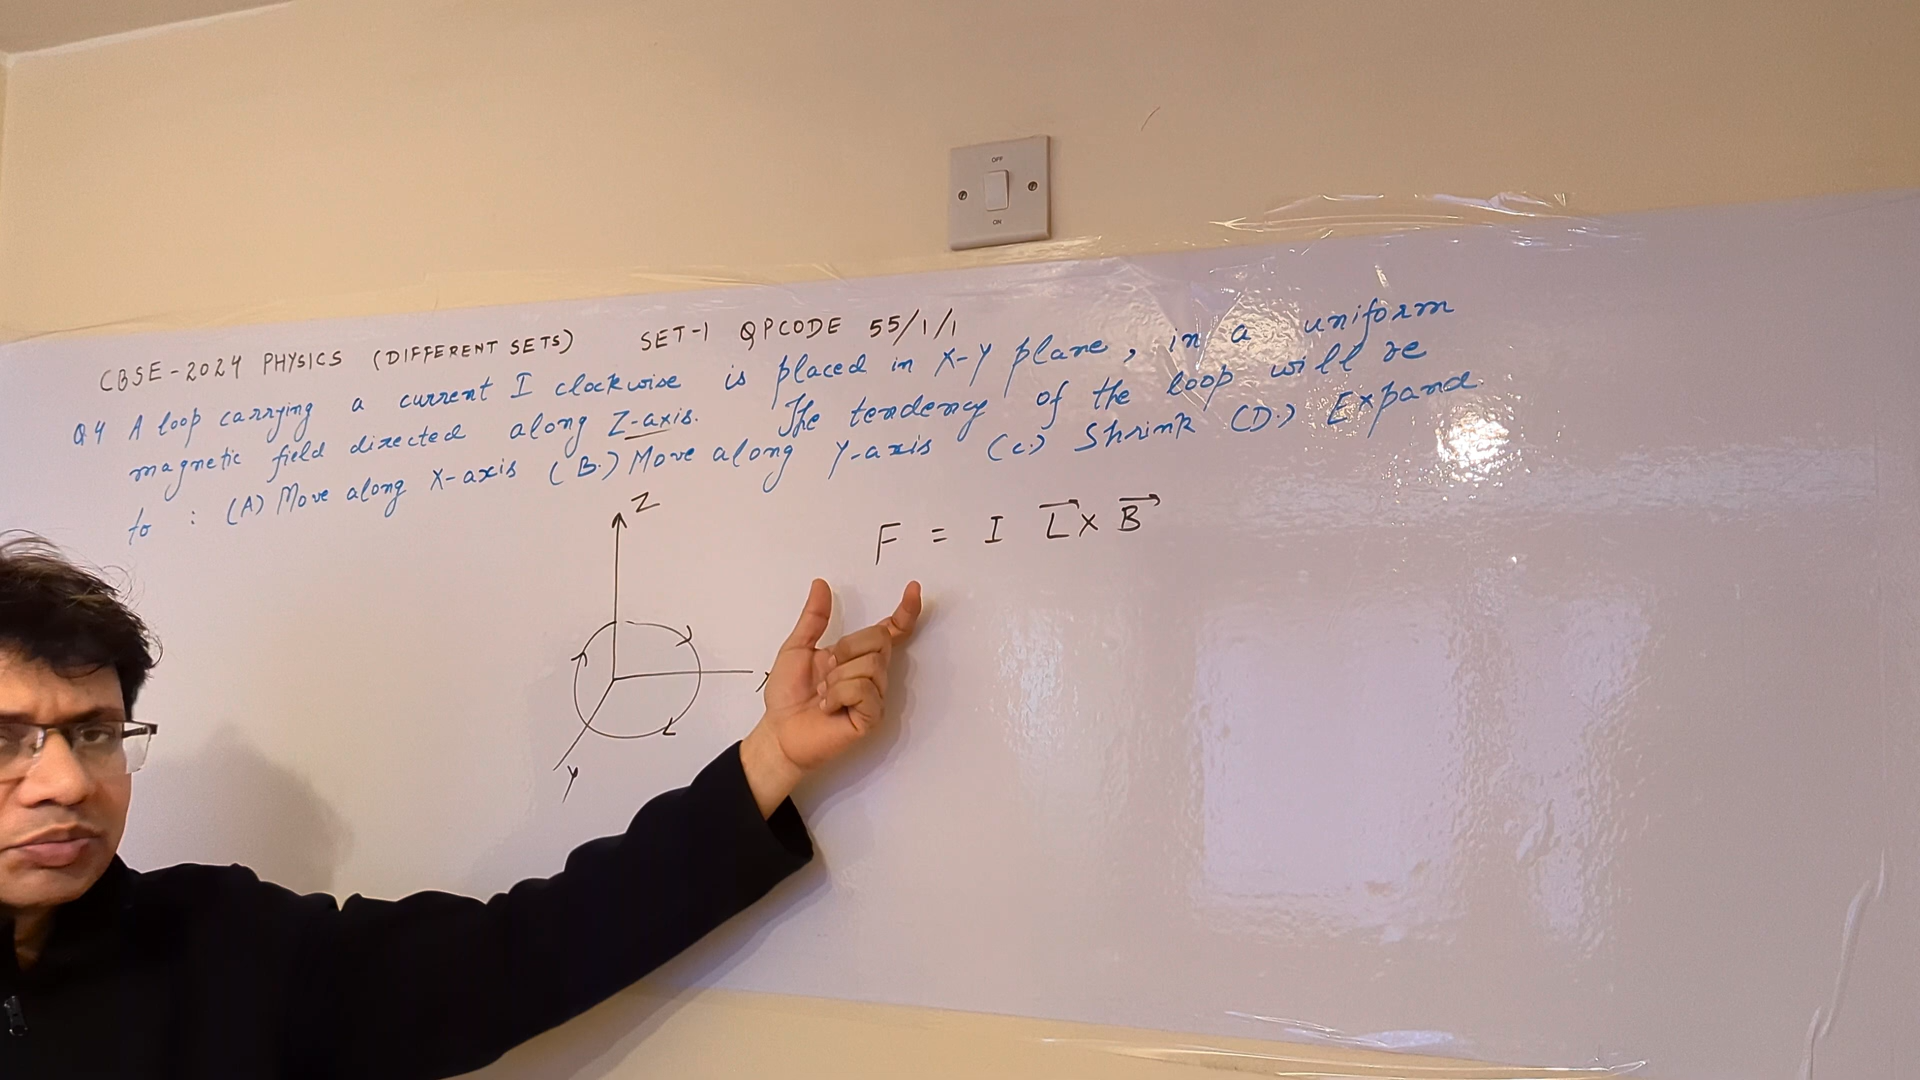 OFF
ON
CBSE-2024 PHYSICS (DIFFERENT SETS) SET-1 QPCODE 55/1/1
Q4 A loop carrying a current I clockwise is placed in X-Y plane, in a uniform
magnetic field directed along Z-axis. The tendency of the loop will be
to : (A) Move along X-axis (B.) Move along Y-axis (C.) Shrink (D.) Expand.
Z
F = I L × B
Y